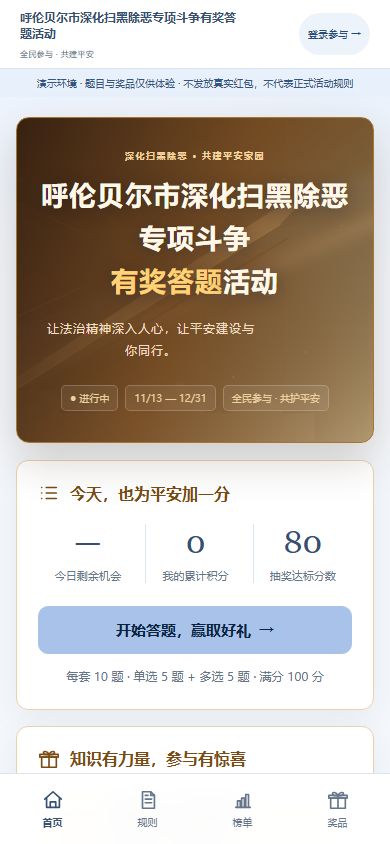 呼伦贝尔市深化扫黑除恶专项斗争有奖答
题活动
全民参与 · 共建平安
登录参与 →
演示环境 · 题目与奖品仅供体验 · 不发放真实红包，不代表正式活动规则
深化扫黑除恶 • 共建平安家园
呼伦贝尔市深化扫黑除恶
专项斗争
有奖答题活动
让法治精神深入人心，让平安建设与
你同行。
进行中
11/13 — 12/31
全民参与 · 共护平安
今天，也为平安加一分
—
0
80
今日剩余机会
我的累计积分
抽奖达标分数
开始答题，赢取好礼 →
每套 10 题 · 单选 5 题 + 多选 5 题 · 满分 100 分
知识有力量，参与有惊喜
首页
规则
榜单
奖品